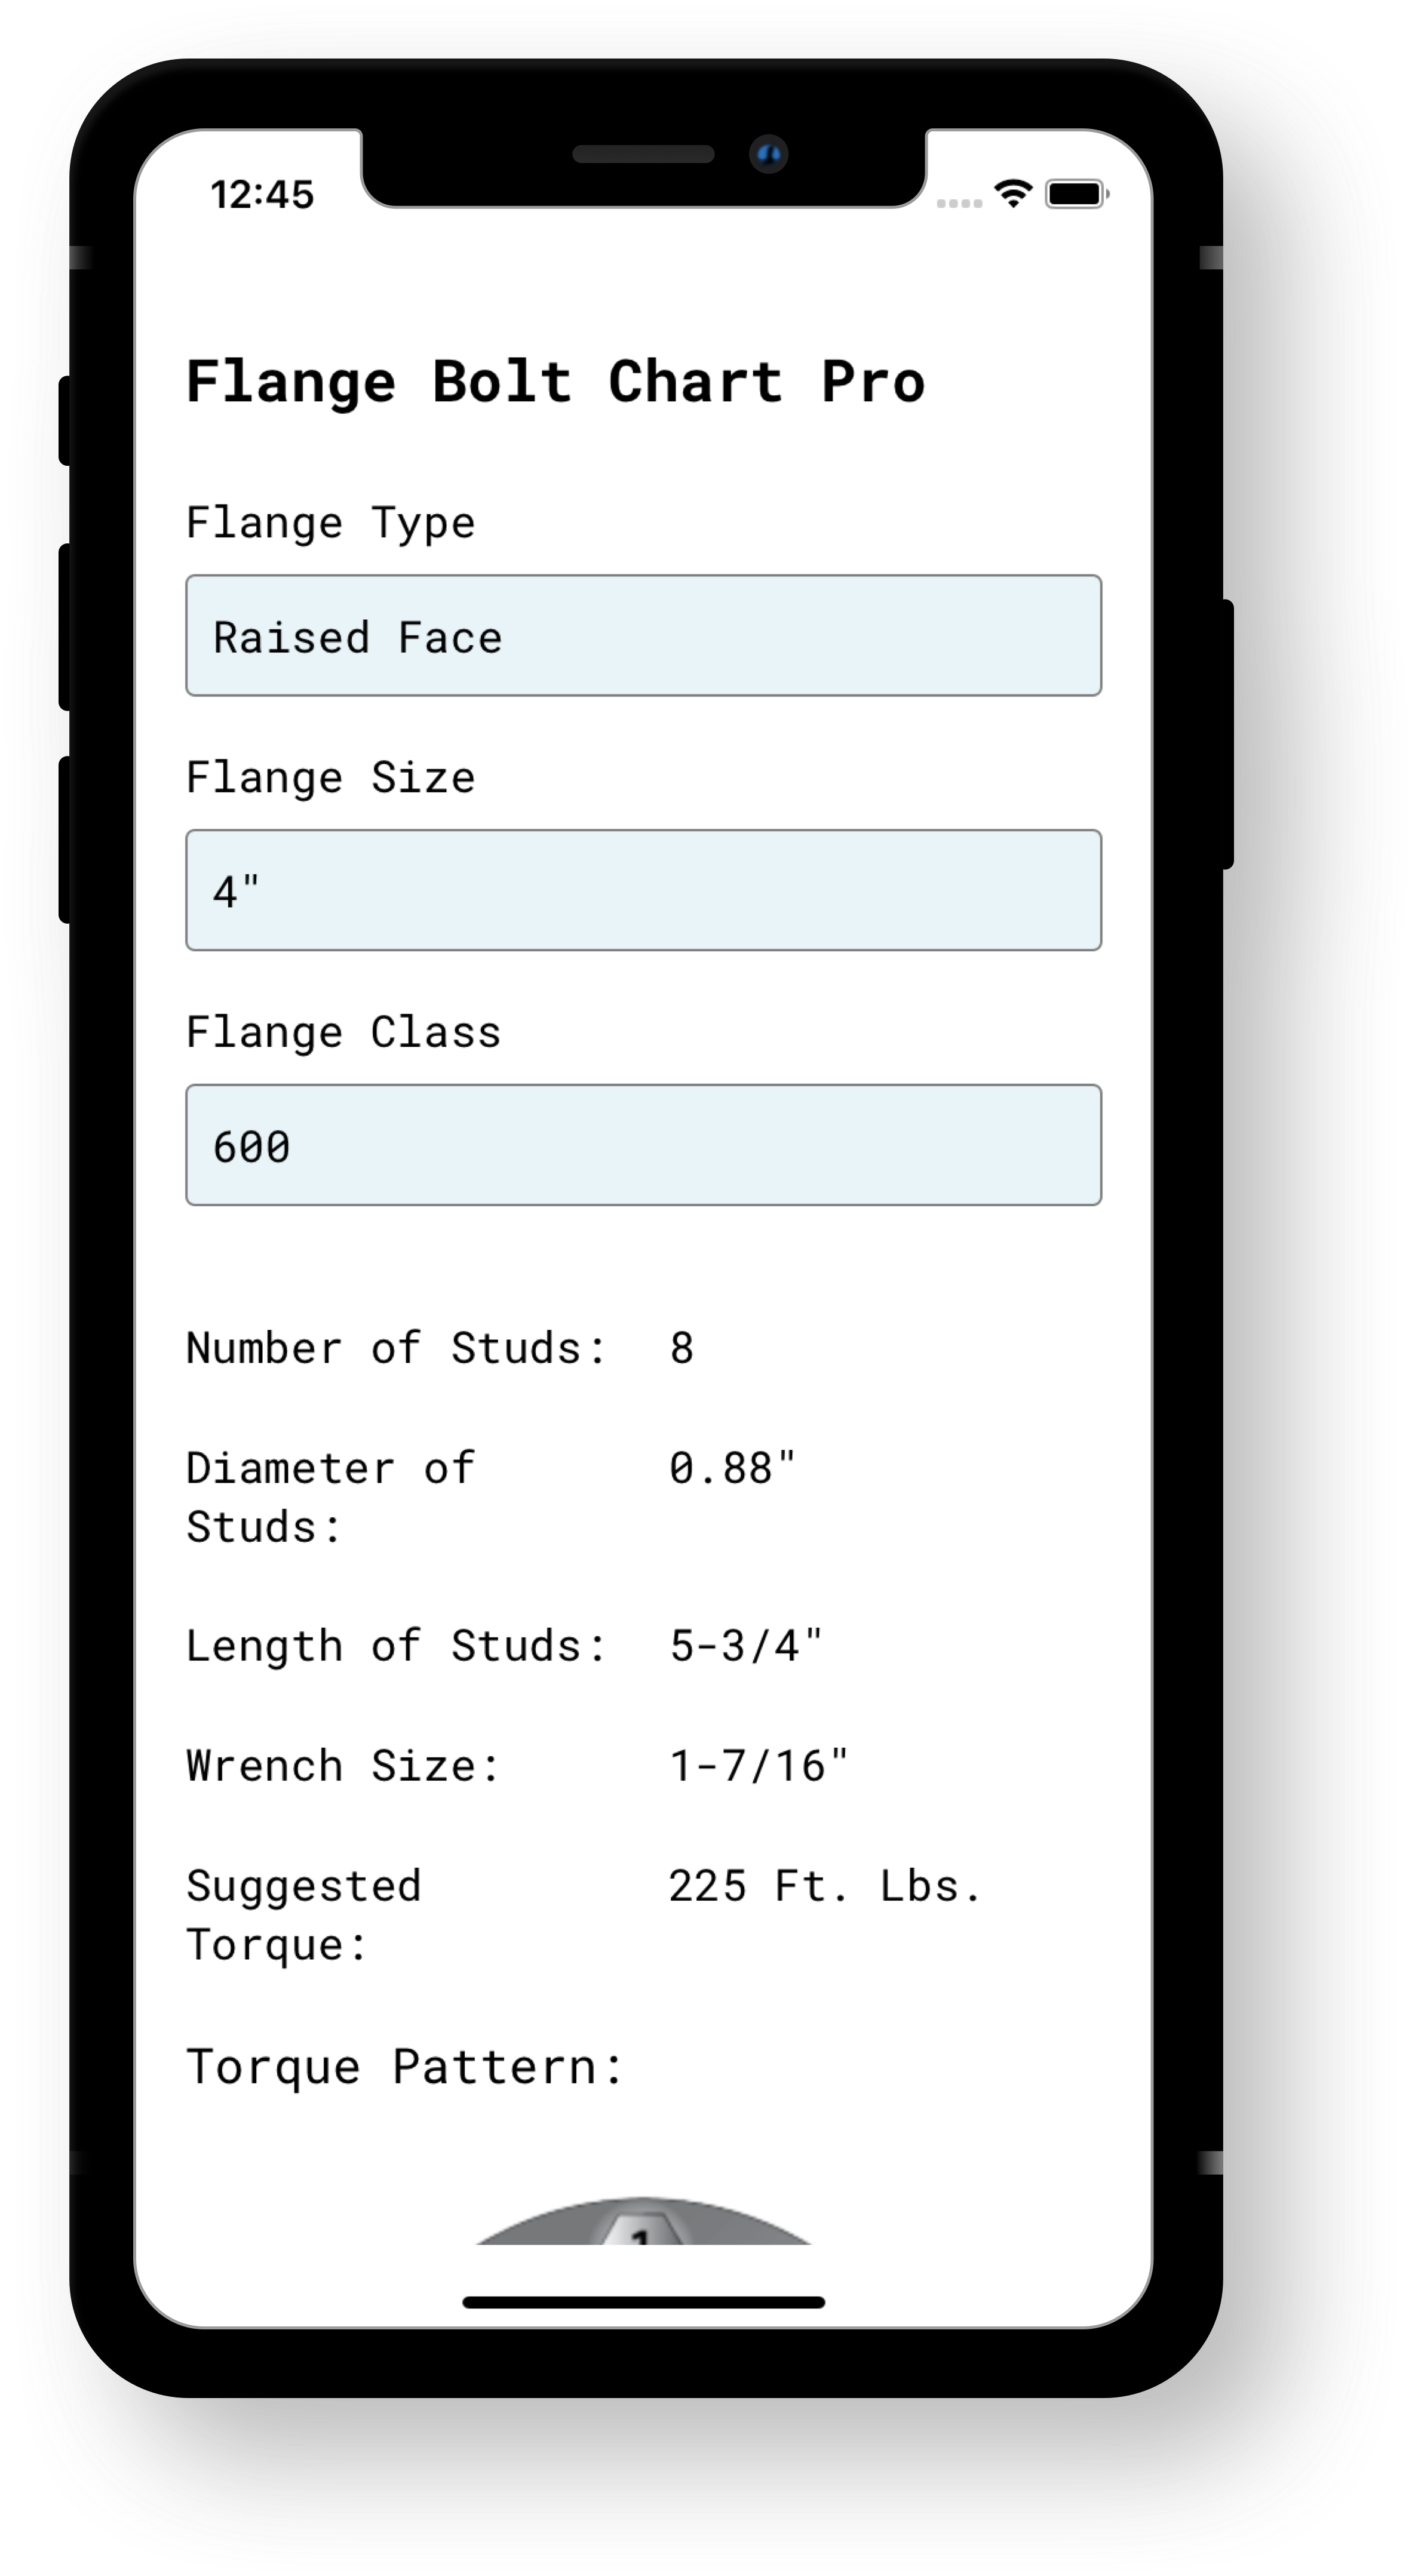 12:45
Flange Bolt Chart Pro
Flange Type
Raised Face
Flange Size
4"
Flange Class
600
Number of Studs: 8
Diameter of 0.88"
Studs:
Length of Studs: 5-3/4"
Wrench Size: 1-7/16"
Suggested 225 Ft. Lbs.
Torque:
Torque Pattern:
1